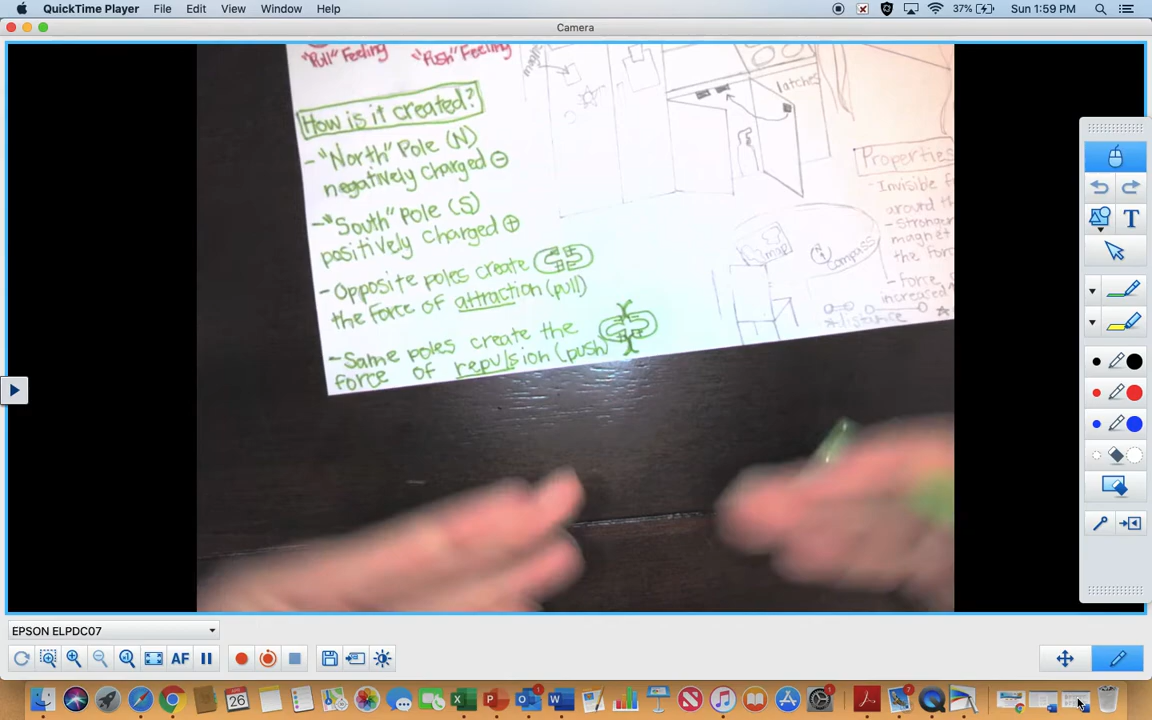 QuickTime Player File Edit View Window Help
37% Sun 1:59 PM
Camera
"Pull" Feeling "Push" Feeling
How is it created?
- "North" Pole (N)
negatively charged ⊖
- "South" Pole (S)
positively charged ⊕
- Opposite poles create
the force of attraction (pull)
- Same poles create the
force of repulsion (push)
latches
map
N
compass
Properties
- Invisible f
around th
- Stronger
magnet
the for
- force
increased
*distance
T
EPSON ELPDC07
AF
APR
26